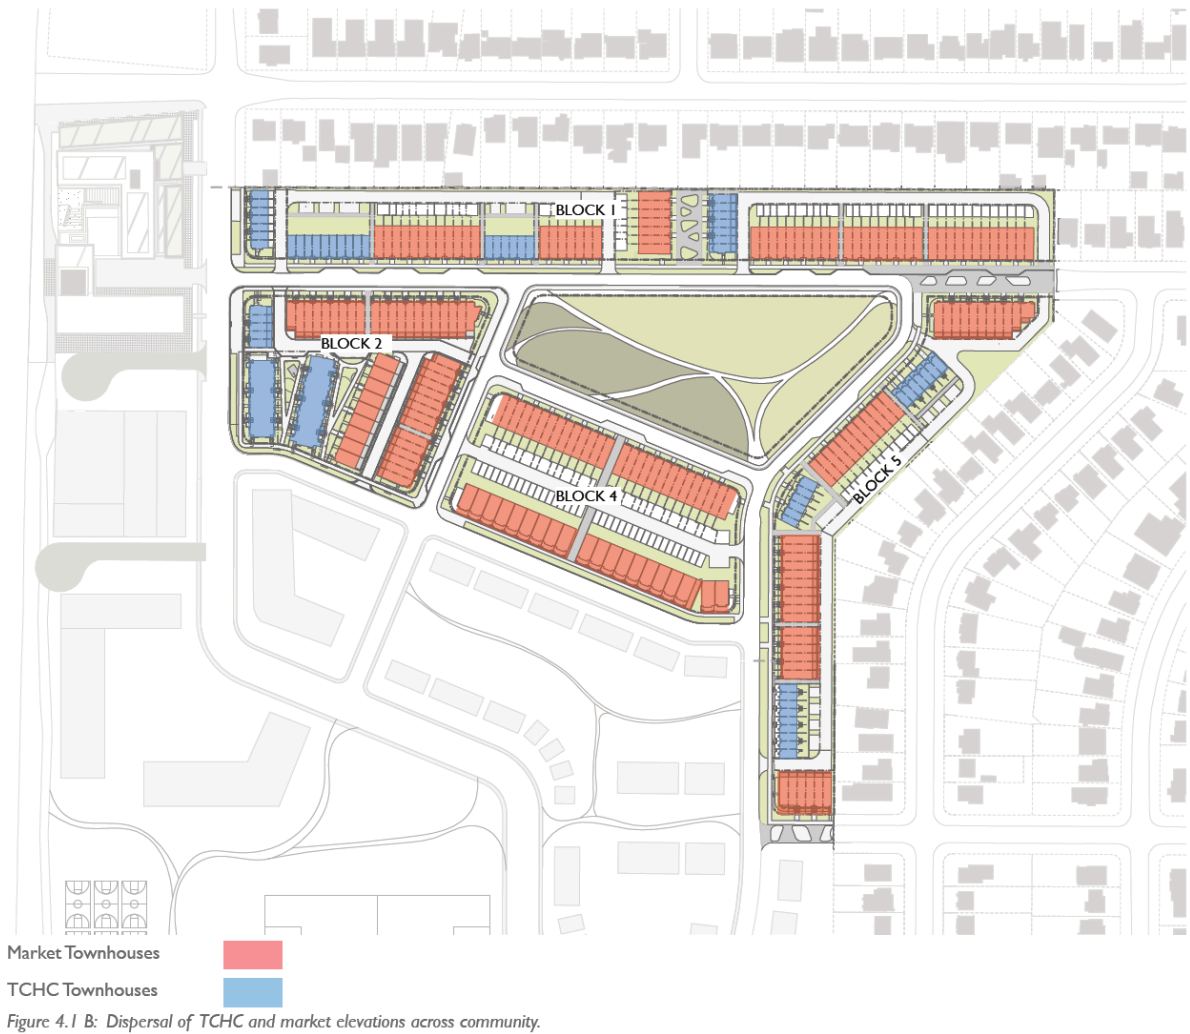 BLOCK 1
BLOCK 2
BLOCK 4
BLOCK 5
Market Townhouses
TCHC Townhouses
Figure 4.1 B: Dispersal of TCHC and market elevations across community.